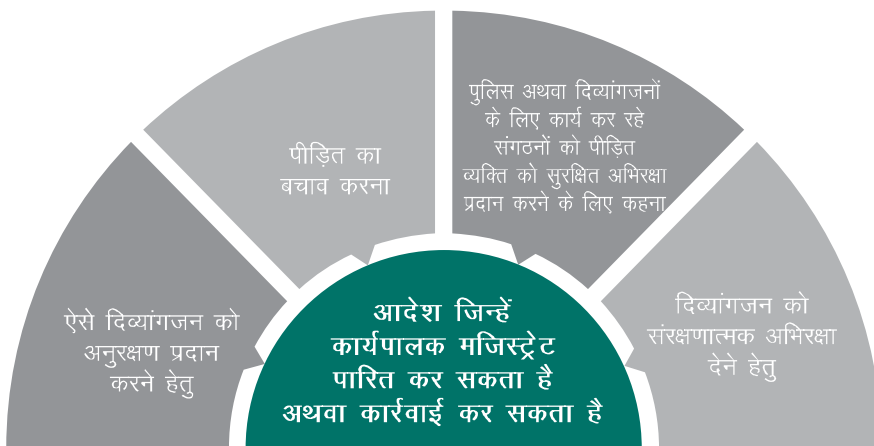 ऐसे दिव्यांगजन को
अनुरक्षण प्रदान
करने हेतु
पीड़ित का
बचाव करना
पुलिस अथवा दिव्यांगजनों
के लिए कार्य कर रहे
संगठनों को पीड़ित
व्यक्ति को सुरक्षित अभिरक्षा
प्रदान करने के लिए कहना
दिव्यांगजन को
संरक्षणात्मक अभिरक्षा
देने हेतु
आदेश जिन्हें
कार्यपालक मजिस्ट्रेट
पारित कर सकता है
अथवा कार्रवाई कर सकता है